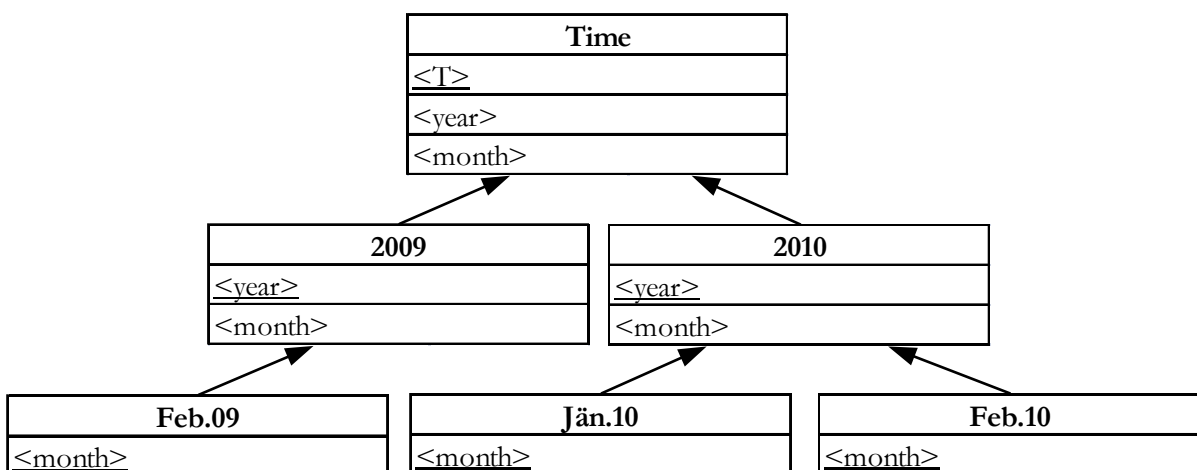 Time
<T>
<year>
<month>
2009
<year>
<month>
2010
<year>
<month>
Feb.09
<month>
Jän.10
<month>
Feb.10
<month>